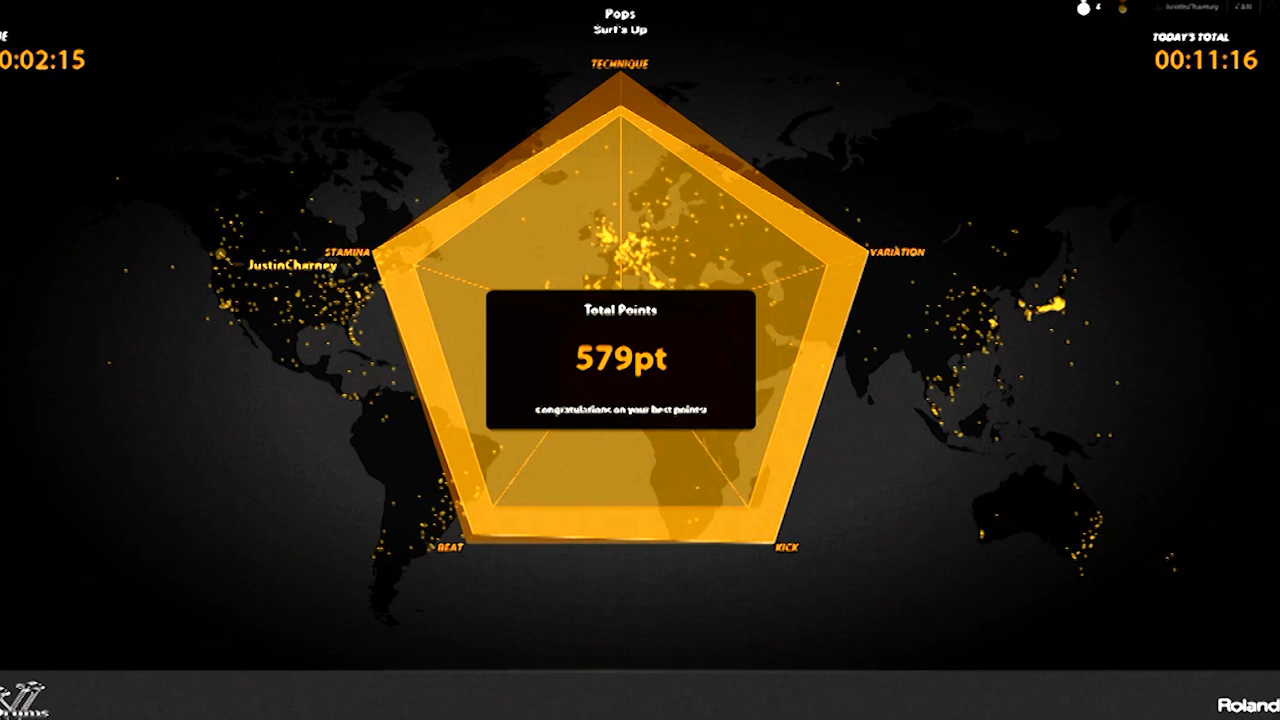 Pops
Surf's Up
TECHNIQUE
00:02:15
TODAY'S TOTAL
00:11:16
STAMINA
VARIATION
JustinCharney
Total Points
579pt
congratulations on your best points!
BEAT
KICK
Roland